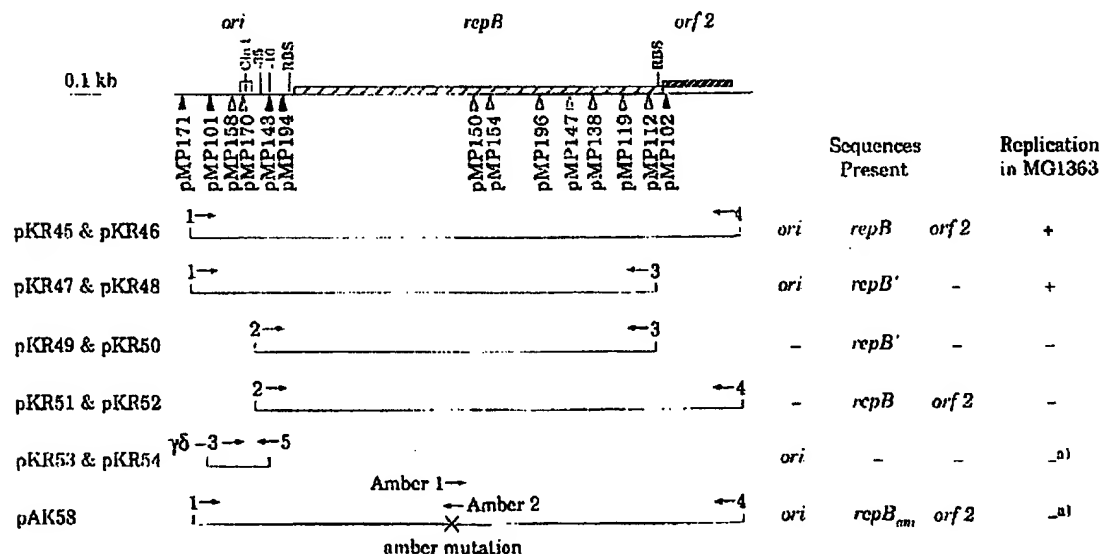 ori repB orf 2
Cla I -35 -10 RBS RBS
0.1 kb
pMP171 pMP101 pMP158 pMP170 pMP143 pMP194 pMP150 pMP154 pMP196 pMP147 pMP138 pMP119 pMP112 pMP102
Sequences Replication
Present in MG1363
pKR45 & pKR46 1 4 ori repB orf 2 +
pKR47 & pKR48 1 3 ori repB' - +
pKR49 & pKR50 2 3 - repB' - -
pKR51 & pKR52 2 4 - repB orf 2 -
pKR53 & pKR54 γδ -3 5 ori - - -a)
Amber 1
Amber 2
pAK58 1 4 ori repBam orf 2 -a)
amber mutation